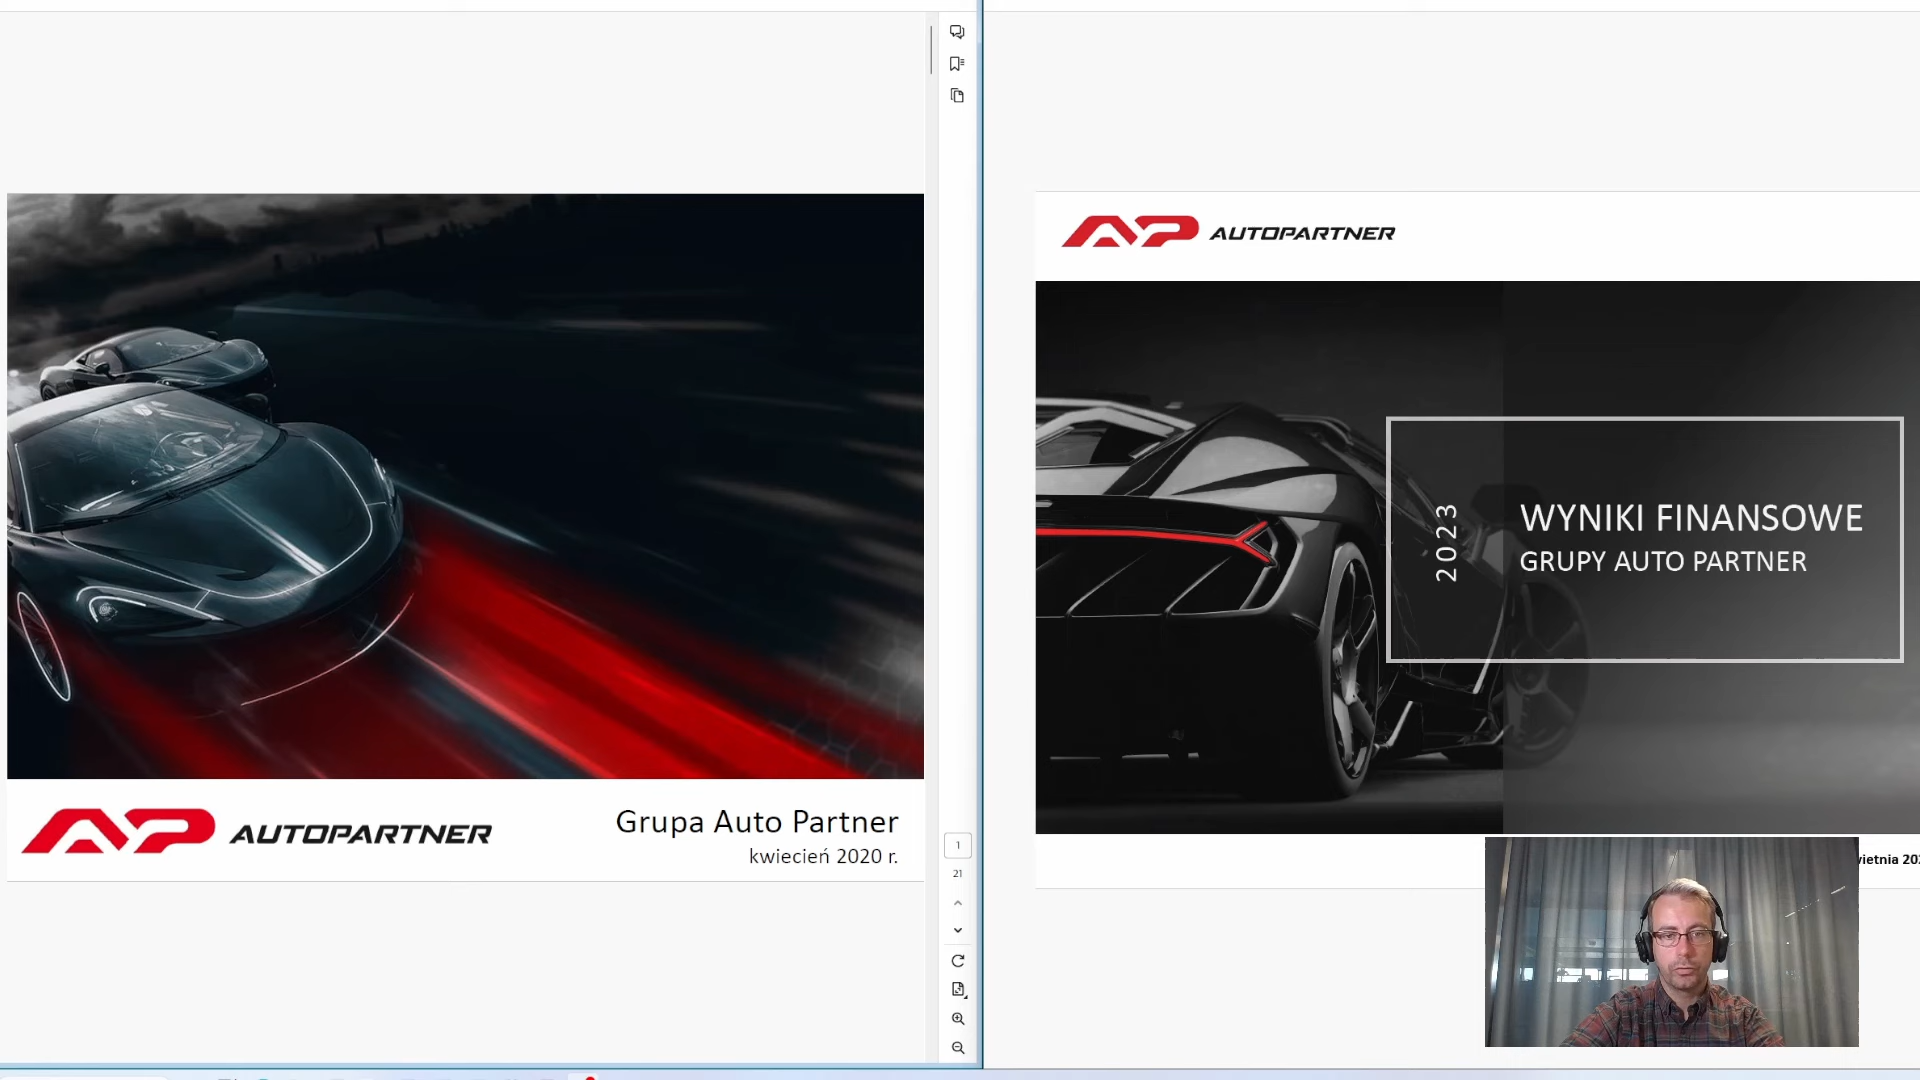 AUTOPARTNER
Grupa Auto Partner
kwiecień 2020 r.
1
21
AUTOPARTNER
2023
WYNIKI FINANSOWE
GRUPY AUTO PARTNER